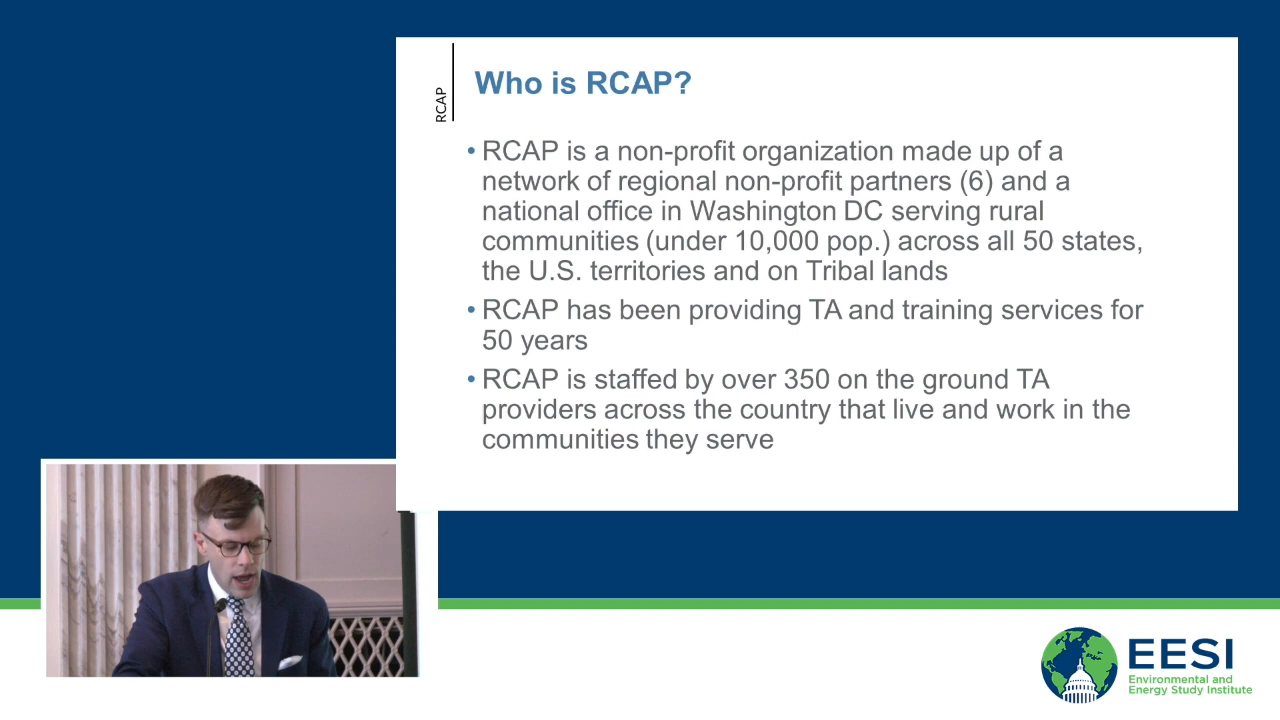 RCAP
Who is RCAP?
• RCAP is a non-profit organization made up of a
network of regional non-profit partners (6) and a
national office in Washington DC serving rural
communities (under 10,000 pop.) across all 50 states,
the U.S. territories and on Tribal lands
• RCAP has been providing TA and training services for
50 years
• RCAP is staffed by over 350 on the ground TA
providers across the country that live and work in the
communities they serve
EESI
Environmental and
Energy Study Institute